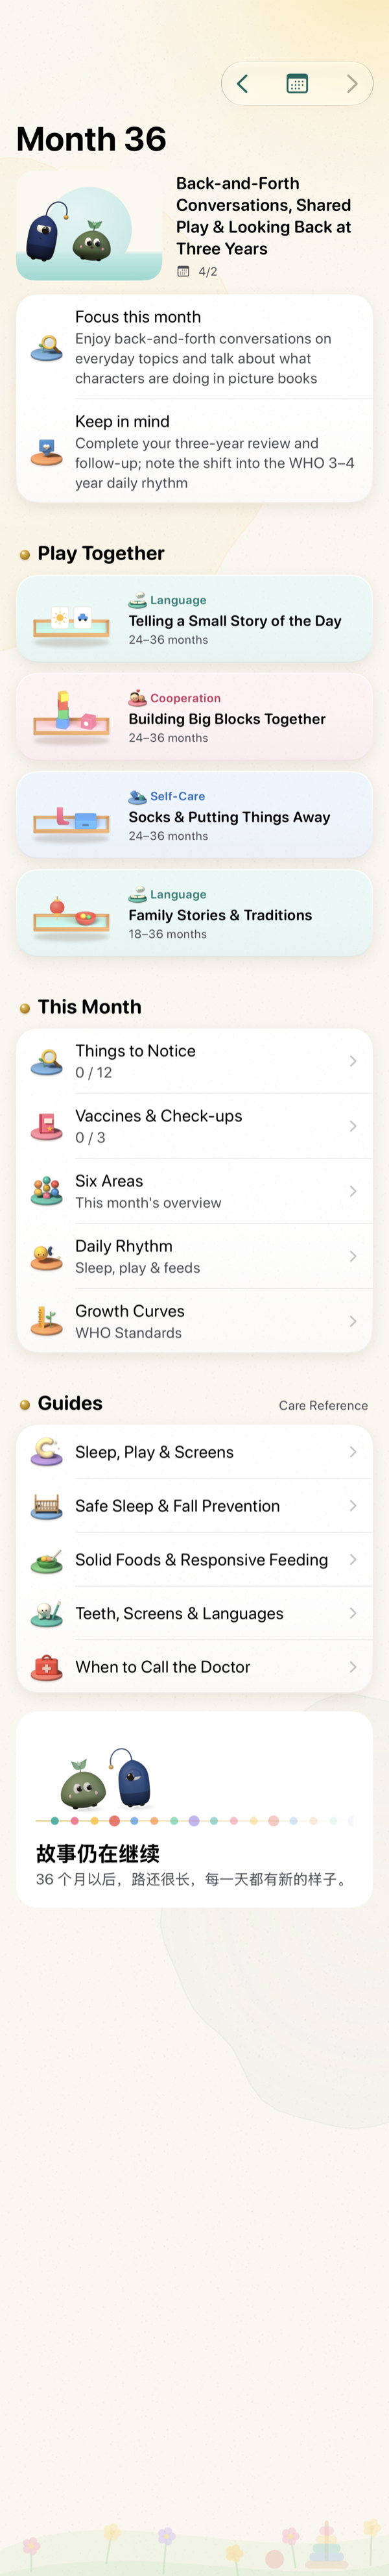 Month 36
Back-and-Forth
Conversations, Shared
Play & Looking Back at
Three Years
4/2
Focus this month
Enjoy back-and-forth conversations on
everyday topics and talk about what
characters are doing in picture books
Keep in mind
Complete your three-year review and
follow-up; note the shift into the WHO 3–4
year daily rhythm
Play Together
Language
Telling a Small Story of the Day
24–36 months
Cooperation
Building Big Blocks Together
24–36 months
Self-Care
Socks & Putting Things Away
24–36 months
Language
Family Stories & Traditions
18–36 months
This Month
Things to Notice
0 / 12
Vaccines & Check-ups
0 / 3
Six Areas
This month's overview
Daily Rhythm
Sleep, play & feeds
Growth Curves
WHO Standards
Guides
Care Reference
Sleep, Play & Screens
Safe Sleep & Fall Prevention
Solid Foods & Responsive Feeding
Teeth, Screens & Languages
When to Call the Doctor
故事仍在继续
36 个月以后，路还很长，每一天都有新的样子。